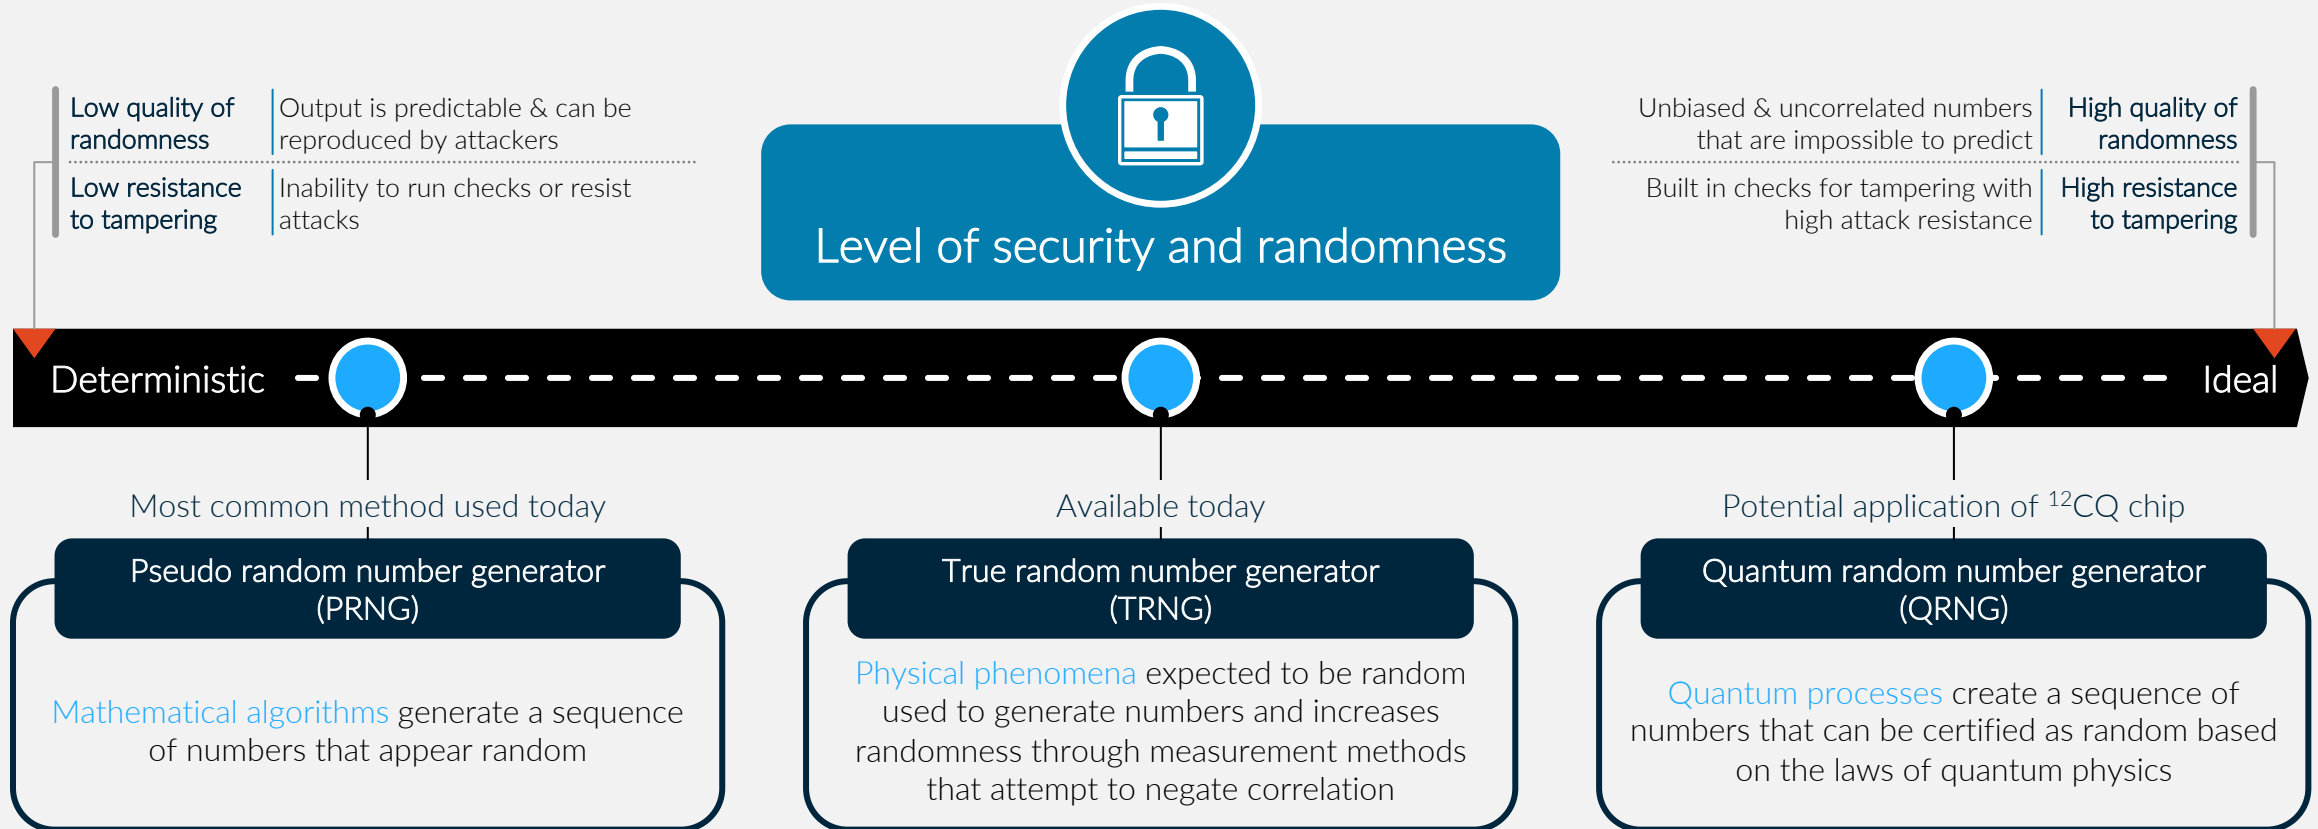 Low quality of
randomness
Output is predictable & can be
reproduced by attackers
Low resistance
to tampering
Inability to run checks or resist
attacks
Level of security and randomness
Unbiased & uncorrelated numbers
that are impossible to predict
High quality of
randomness
Built in checks for tampering with
high attack resistance
High resistance
to tampering
Deterministic
Ideal
Most common method used today
Pseudo random number generator
(PRNG)
Mathematical algorithms generate a sequence
of numbers that appear random
Available today
True random number generator
(TRNG)
Physical phenomena expected to be random
used to generate numbers and increases
randomness through measurement methods
that attempt to negate correlation
Potential application of ¹²CQ chip
Quantum random number generator
(QRNG)
Quantum processes create a sequence of
numbers that can be certified as random based
on the laws of quantum physics